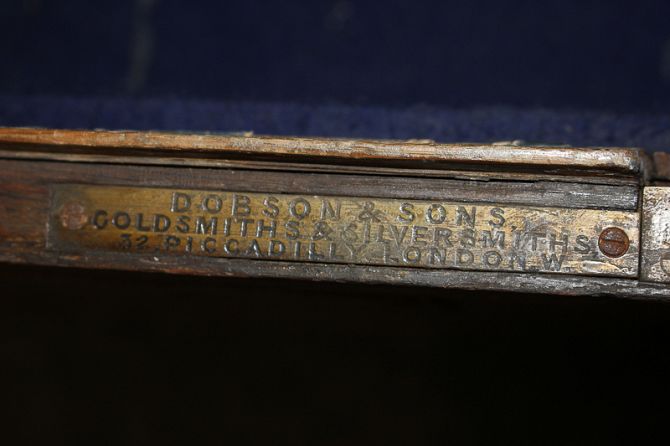 DOBSON & SONS,
GOLDSMITHS & SILVERSMITHS,
32, PICCADILLY, LONDON. W.